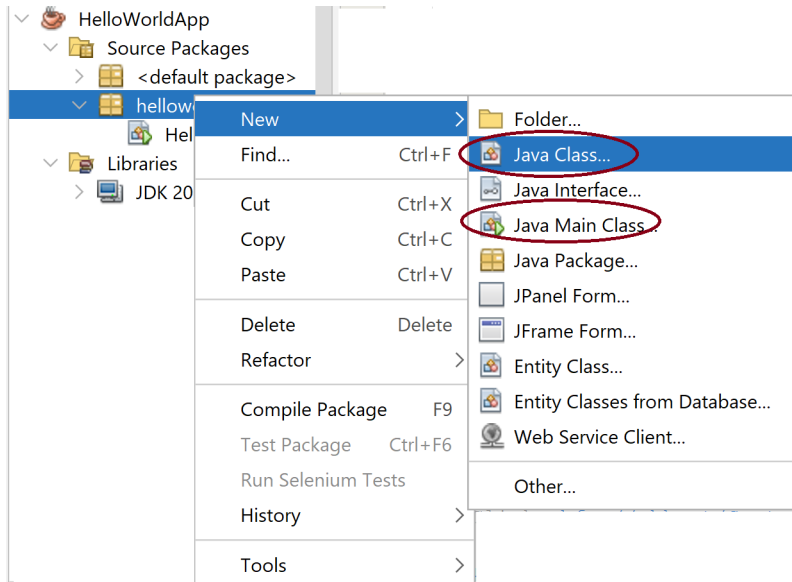 HelloWorldApp
Source Packages
<default package>
hellow
Hel
Libraries
JDK 20
New
Find... Ctrl+F
Cut Ctrl+X
Copy Ctrl+C
Paste Ctrl+V
Delete Delete
Refactor
Compile Package F9
Test Package Ctrl+F6
Run Selenium Tests
History
Tools
Folder...
Java Class...
Java Interface...
Java Main Class...
Java Package...
JPanel Form...
JFrame Form...
Entity Class...
Entity Classes from Database...
Web Service Client...
Other...